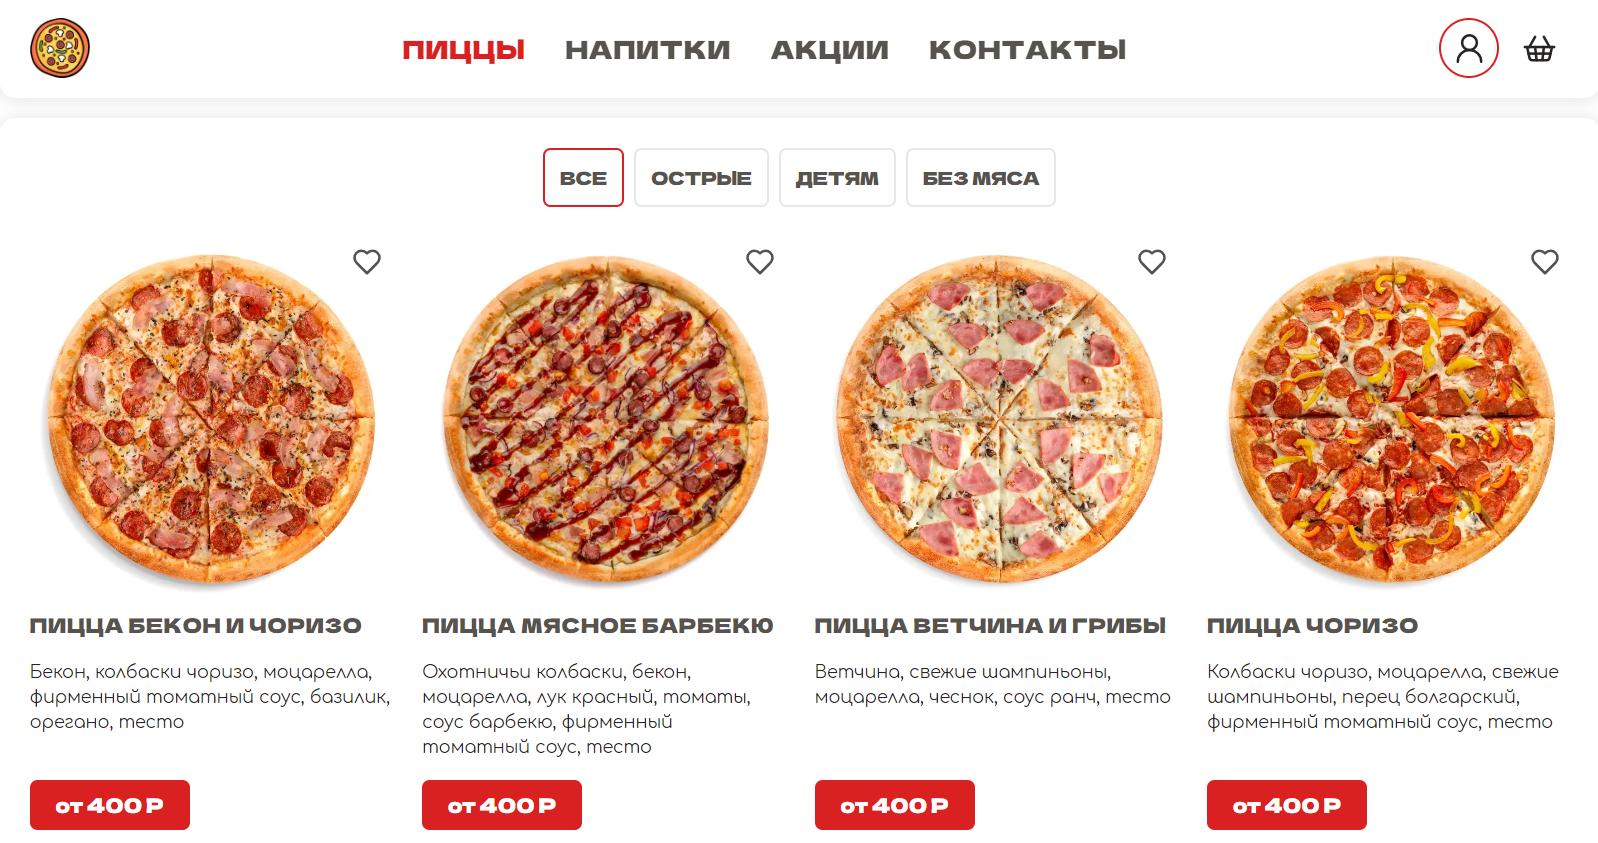 ПИЦЦЫ НАПИТКИ АКЦИИ КОНТАКТЫ
ВСЕ ОСТРЫЕ ДЕТЯМ БЕЗ МЯСА
ПИЦЦА БЕКОН И ЧОРИЗО
Бекон, колбаски чоризо, моцарелла,
фирменный томатный соус, базилик,
орегано, тесто
от 400 Р
ПИЦЦА МЯСНОЕ БАРБЕКЮ
Охотничьи колбаски, бекон,
моцарелла, лук красный, томаты,
соус барбекю, фирменный
томатный соус, тесто
от 400 Р
ПИЦЦА ВЕТЧИНА И ГРИБЫ
Ветчина, свежие шампиньоны,
моцарелла, чеснок, соус ранч, тесто
от 400 Р
ПИЦЦА ЧОРИЗО
Колбаски чоризо, моцарелла, свежие
шампиньоны, перец болгарский,
фирменный томатный соус, тесто
от 400 Р